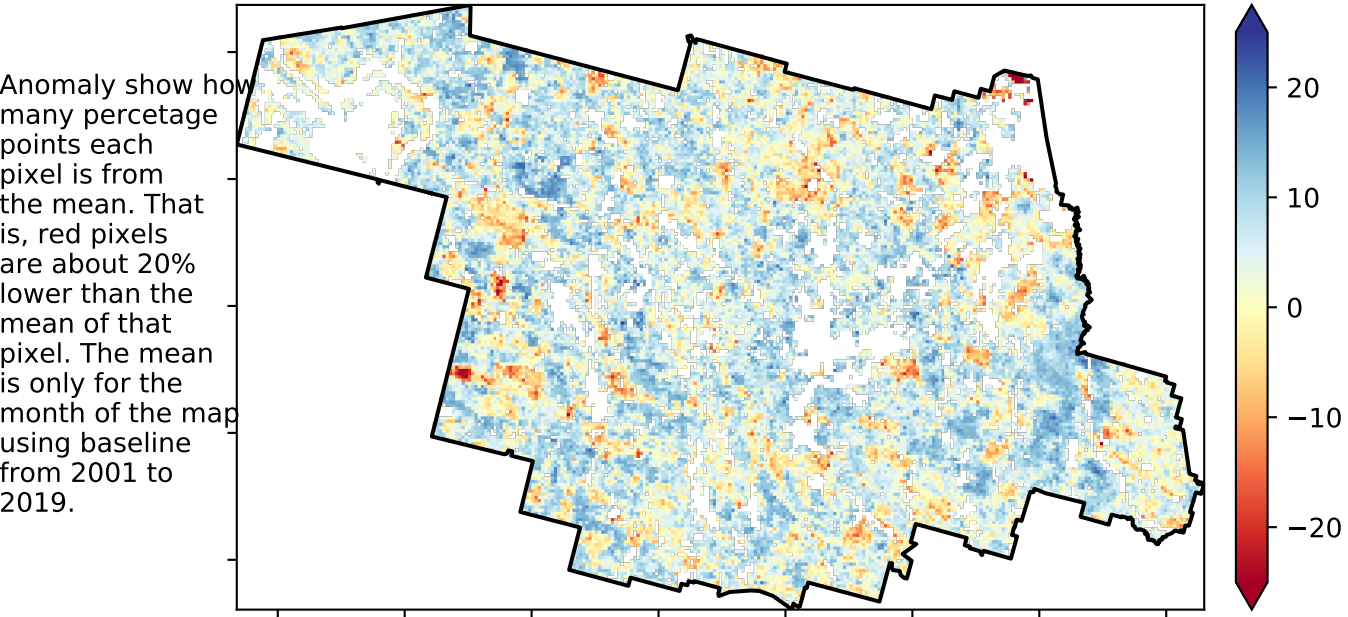 Anomaly show how
many percetage
points each
pixel is from
the mean. That
is, red pixels
are about 20%
lower than the
mean of that
pixel. The mean
is only for the
month of the map
using baseline
from 2001 to
2019.
20
10
0
−10
−20